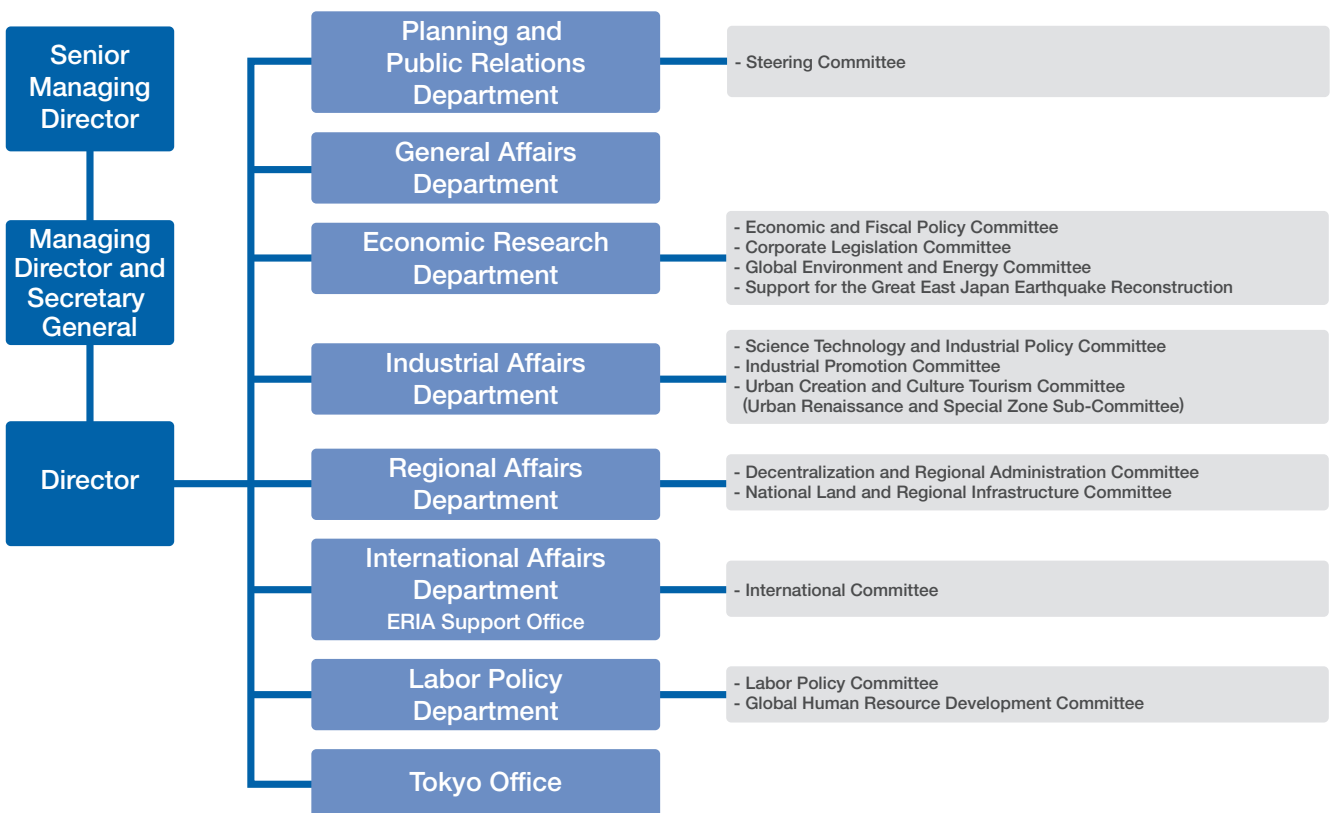 Senior
Managing
Director
Managing
Director and
Secretary
General
Director
Planning and
Public Relations
Department
- Steering Committee
General Affairs
Department
Economic Research
Department
- Economic and Fiscal Policy Committee
- Corporate Legislation Committee
- Global Environment and Energy Committee
- Support for the Great East Japan Earthquake Reconstruction
Industrial Affairs
Department
- Science Technology and Industrial Policy Committee
- Industrial Promotion Committee
- Urban Creation and Culture Tourism Committee
(Urban Renaissance and Special Zone Sub-Committee)
Regional Affairs
Department
- Decentralization and Regional Administration Committee
- National Land and Regional Infrastructure Committee
International Affairs
Department
ERIA Support Office
- International Committee
Labor Policy
Department
- Labor Policy Committee
- Global Human Resource Development Committee
Tokyo Office